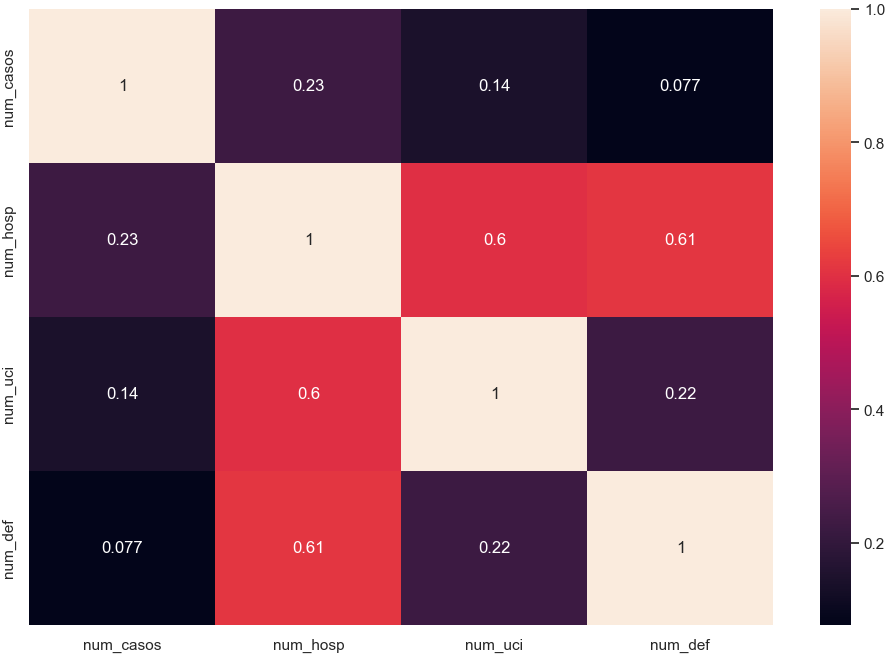 num_casos 1 0.23 0.14 0.077
num_hosp 0.23 1 0.6 0.61
num_uci 0.14 0.6 1 0.22
num_def 0.077 0.61 0.22 1
num_casos num_hosp num_uci num_def
1.0
0.8
0.6
0.4
0.2